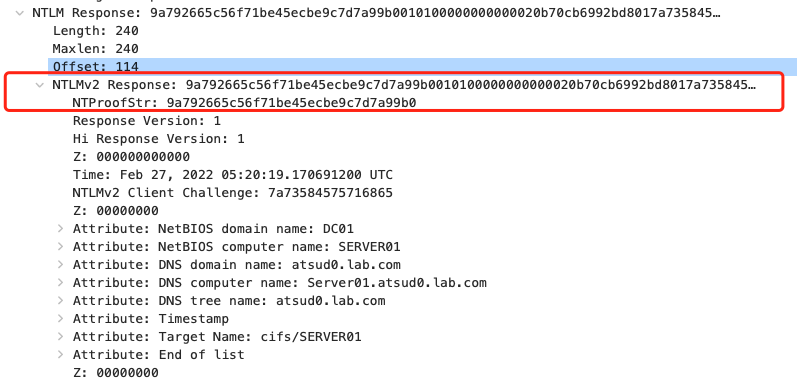 NTLM Response: 9a792665c56f71be45ecbe9c7d7a99b0010100000000000020b70cb6992bd8017a735845…
Length: 240
Maxlen: 240
Offset: 114
NTLMv2 Response: 9a792665c56f71be45ecbe9c7d7a99b0010100000000000020b70cb6992bd8017a735845…
NTProofStr: 9a792665c56f71be45ecbe9c7d7a99b0
Response Version: 1
Hi Response Version: 1
Z: 000000000000
Time: Feb 27, 2022 05:20:19.170691200 UTC
NTLMv2 Client Challenge: 7a73584575716865
Z: 00000000
Attribute: NetBIOS domain name: DC01
Attribute: NetBIOS computer name: SERVER01
Attribute: DNS domain name: atsud0.lab.com
Attribute: DNS computer name: Server01.atsud0.lab.com
Attribute: DNS tree name: atsud0.lab.com
Attribute: Timestamp
Attribute: Target Name: cifs/SERVER01
Attribute: End of list
Z: 00000000